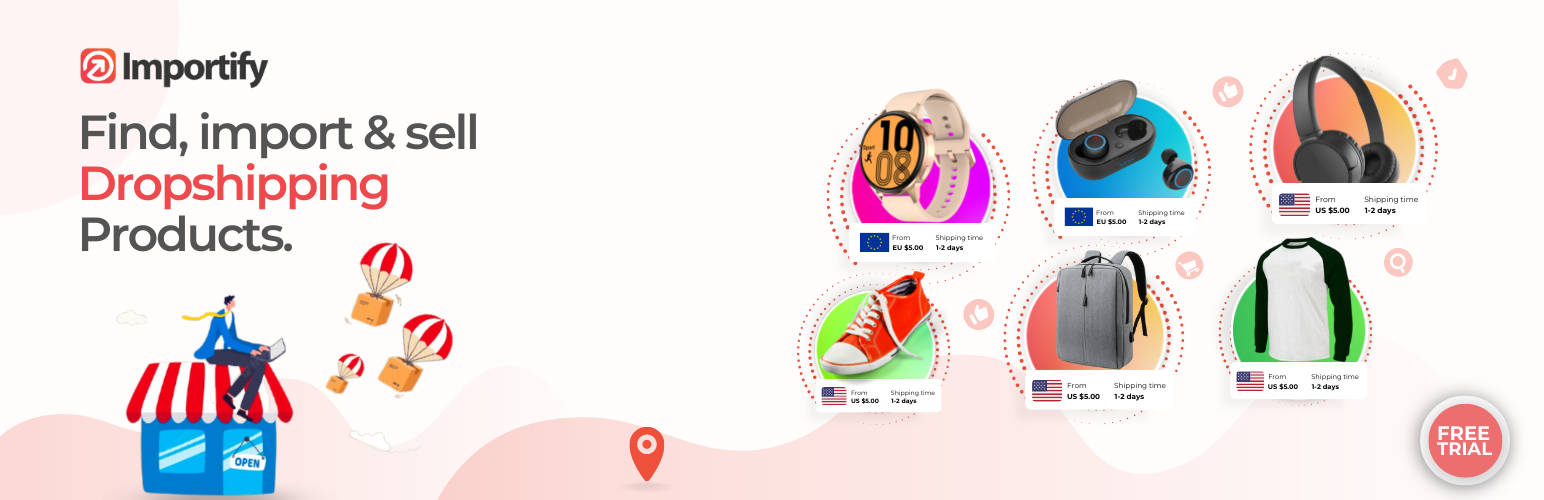 Importify
Find, import & sell
Dropshipping
Products.
OPEN
Sport
10
08
From Shipping time
EU $5.00 1-2 days
From Shipping time
EU $5.00 1-2 days
From Shipping time
US $5.00 1-2 days
From Shipping time
US $5.00 1-2 days
From Shipping time
US $5.00 1-2 days
From Shipping time
US $5.00 1-2 days
FREE
TRIAL